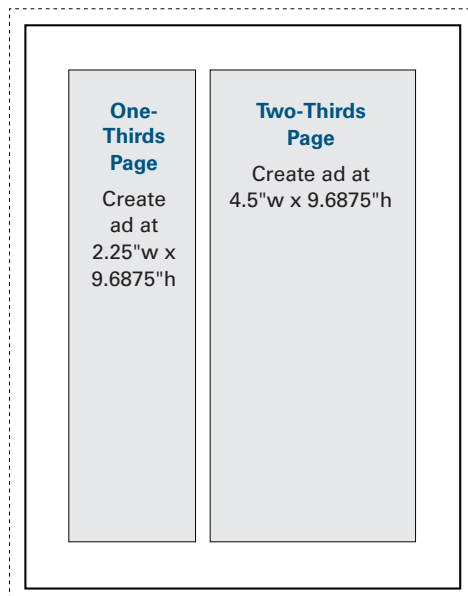 One-
Thirds
Page
Create
ad at
2.25"w x
9.6875"h
Two-Thirds
Page
Create ad at
4.5"w x 9.6875"h